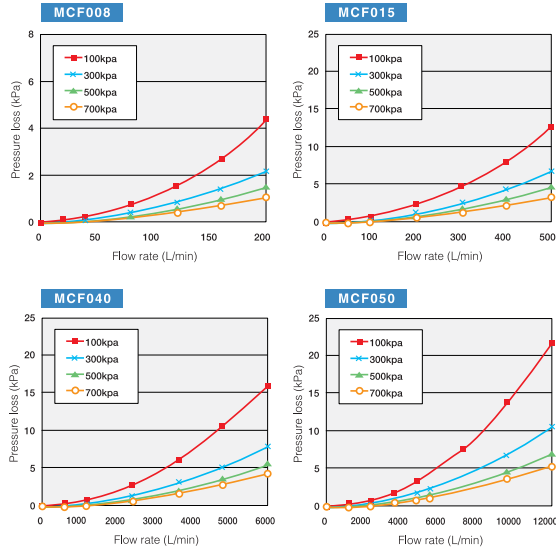 MCF008
MCF015
8
6
4
2
0
Pressure loss (kPa)
100kpa
300kpa
500kpa
700kpa
0
50
100
150
200
Flow rate (L/min)
25
20
15
10
5
0
Pressure loss (kPa)
100kpa
300kpa
500kpa
700kpa
0
100
200
300
400
500
Flow rate (L/min)
MCF040
MCF050
25
20
15
10
5
0
Pressure loss (kPa)
100kpa
300kpa
500kpa
700kpa
0
1000
2000
3000
4000
5000
6000
Flow rate (L/min)
25
20
15
10
5
0
Pressure loss (kPa)
100kpa
300kpa
500kpa
700kpa
0
2000
4000
6000
8000
10000
12000
Flow rate (L/min)